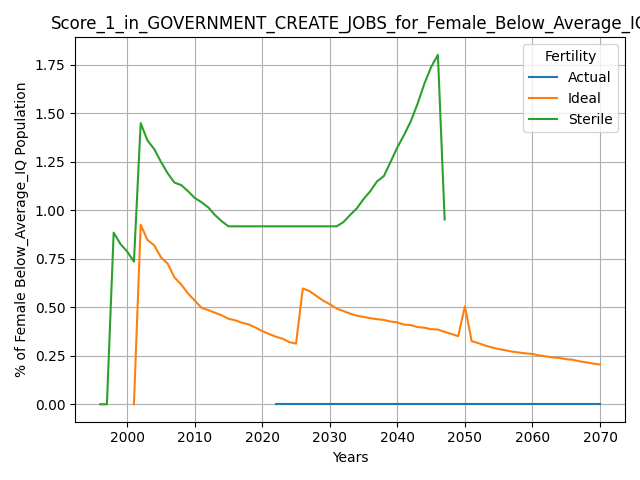 Score_1_in_GOVERNMENT_CREATE_JOBS_for_Female_Below_Average_IQ
Fertility
Actual
Ideal
Sterile
% of Female Below_Average_IQ Population
1.75
1.50
1.25
1.00
0.75
0.50
0.25
0.00
2000 2010 2020 2030 2040 2050 2060 2070
Years